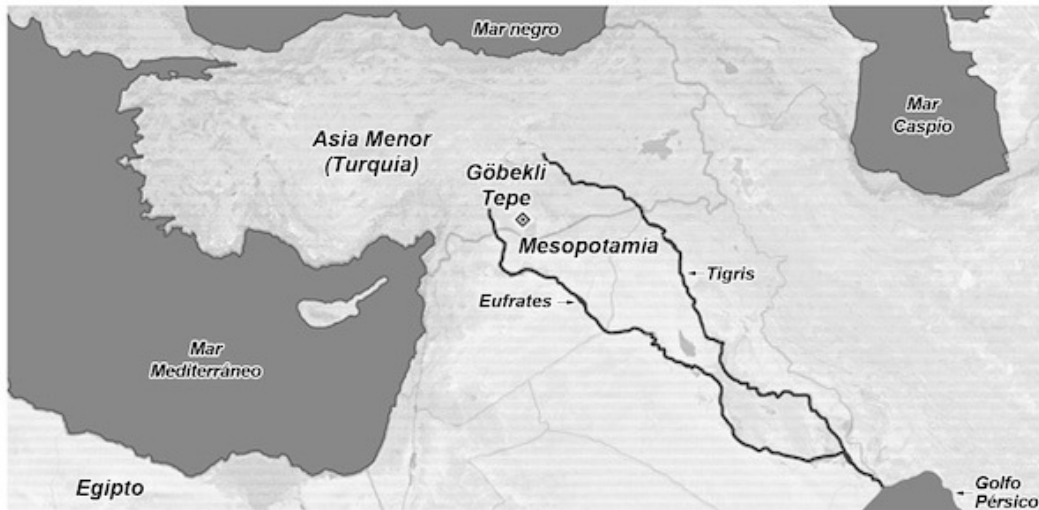 Mar negro
Mar
Caspio
Asia Menor
(Turquía)
Göbekli
Tepe
Mesopotamia
Tigris
Eufrates
Mar
Mediterráneo
Egipto
Golfo
Pérsico